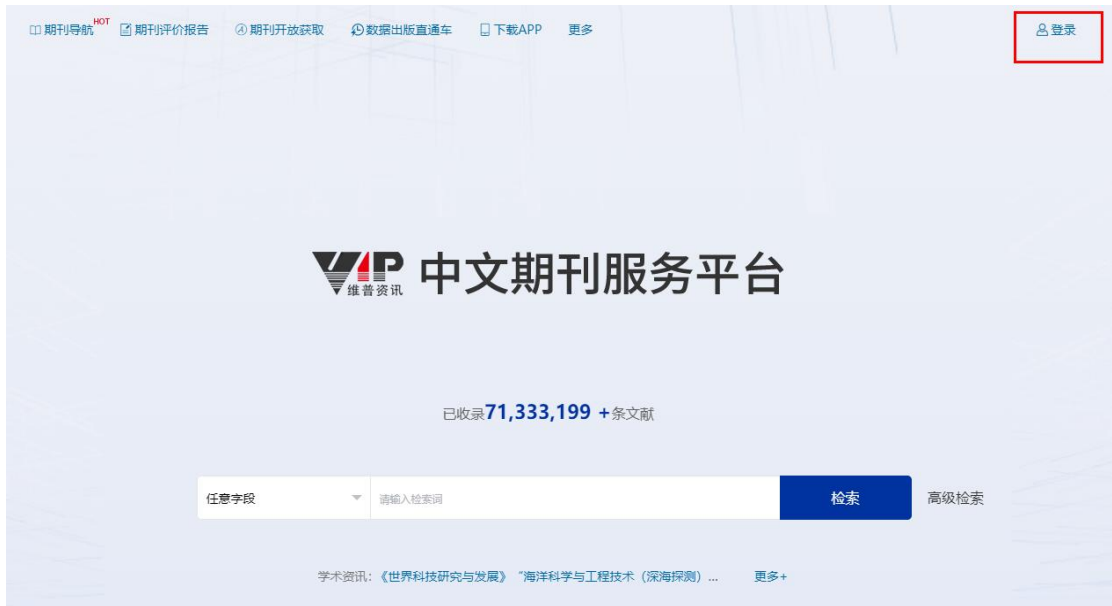 期刊导航HOT 期刊评价报告 期刊开放获取 数据出版直通车 下载APP 更多 登录
VIP 维普资讯 中文期刊服务平台
已收录71,333,199 +条文献
任意字段 请输入检索词 检索 高级检索
学术资讯：《世界科技研究与发展》“海洋科学与工程技术（深海探测）... 更多+